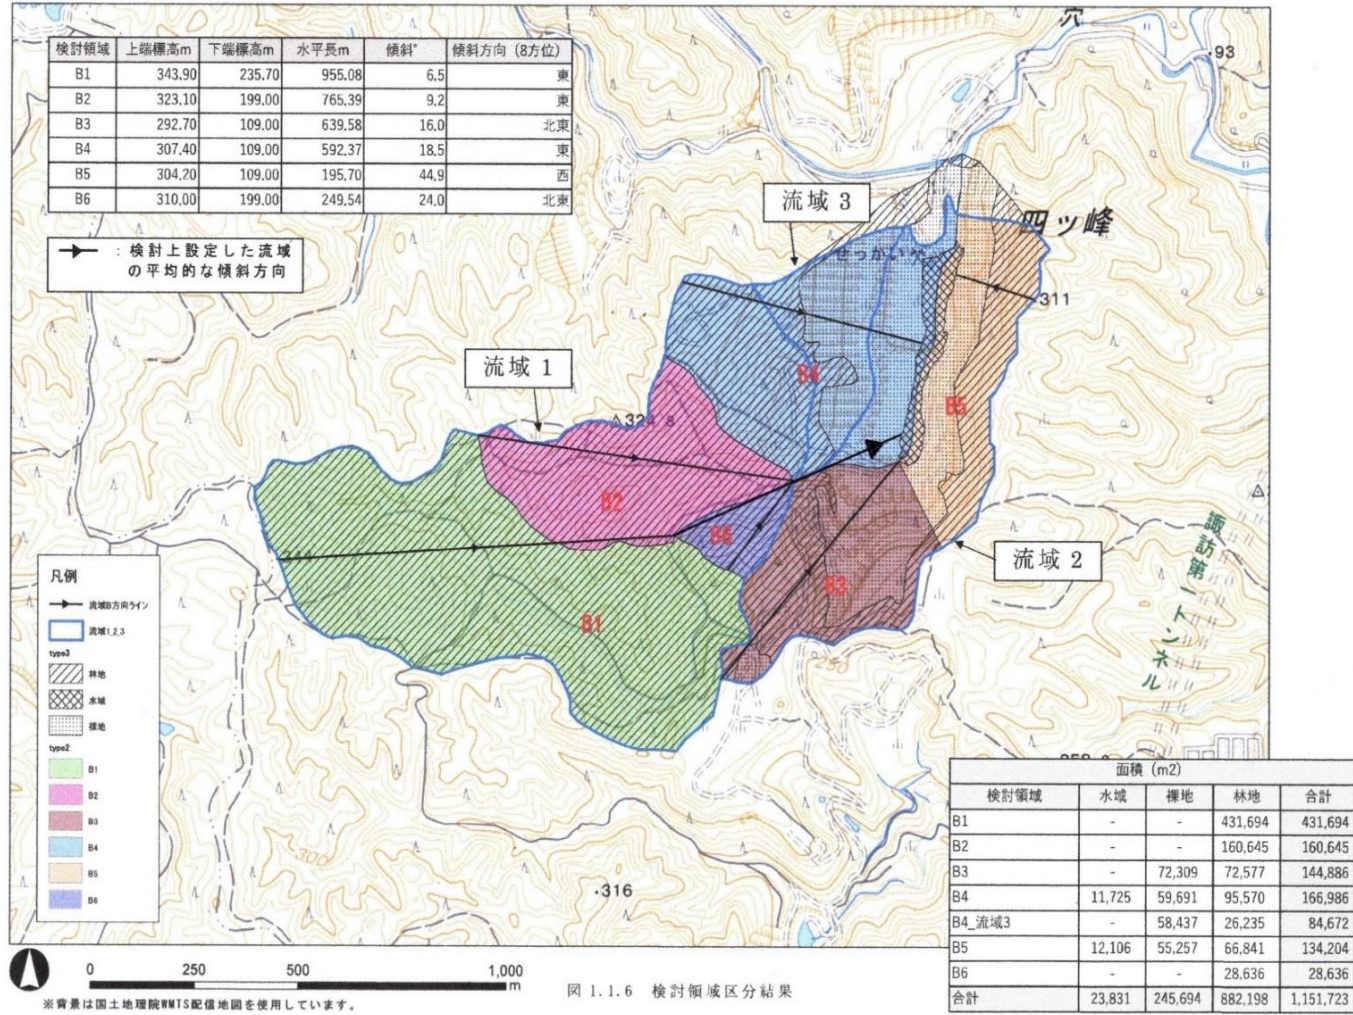 検討領域 上端標高m 下端標高m 水平長m 傾斜° 傾斜方向（8方位）
B1 343.90 235.70 955.08 6.5 東
B2 323.10 199.00 765.39 9.2 東
B3 292.70 109.00 639.58 16.0 北東
B4 307.40 109.00 592.37 18.5 東
B5 304.20 109.00 195.70 44.9 西
B6 310.00 199.00 249.54 24.0 北東
：検討上設定した流域
の平均的な傾斜方向
穴
93
流域 3
四ッ峰
せっかい
311
流域 1
324.8
B4
B5
B2
B6
B3
B1
流域 2
諏訪第一トンネル
300
316
凡例
流域B方向ライン
流域1,2,3
type3
林地
水域
裸地
type2
B1
B2
B3
B4
B5
B6
面積（m2）
検討領域 水域 裸地 林地 合計
B1 - - 431,694 431,694
B2 - - 160,645 160,645
B3 - 72,309 72,577 144,886
B4 11,725 59,691 95,570 166,986
B4_流域3 - 58,437 26,235 84,672
B5 12,106 55,257 66,841 134,204
B6 - - 28,636 28,636
合計 23,831 245,694 882,198 1,151,723
0 250 500 1,000
m
図 1.1.6 検討領域区分結果
※背景は国土地理院WMTS配信地図を使用しています。